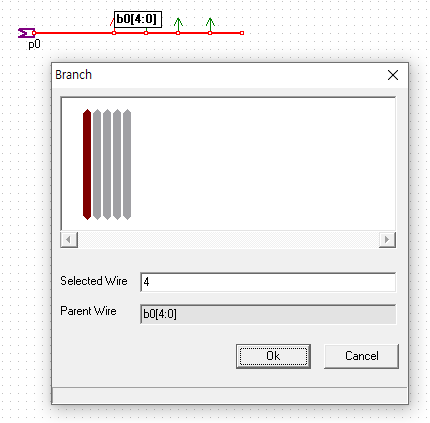 b0[4:0]
p0
Branch
Selected Wire 4
Parent Wire b0[4:0]
Ok Cancel